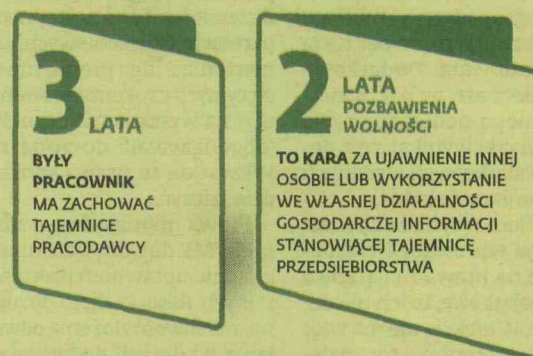 3 LATA
BYŁY
PRACOWNIK
MA ZACHOWAĆ
TAJEMNICE
PRACODAWCY
2 LATA
POZBAWIENIA
WOLNOŚCI
TO KARA ZA UJAWNIENIE INNEJ
OSOBIE LUB WYKORZYSTANIE
WE WŁASNEJ DZIAŁALNOŚCI
GOSPODARCZEJ INFORMACJI
STANOWIĄCEJ TAJEMNICĘ
PRZEDSIĘBIORSTWA